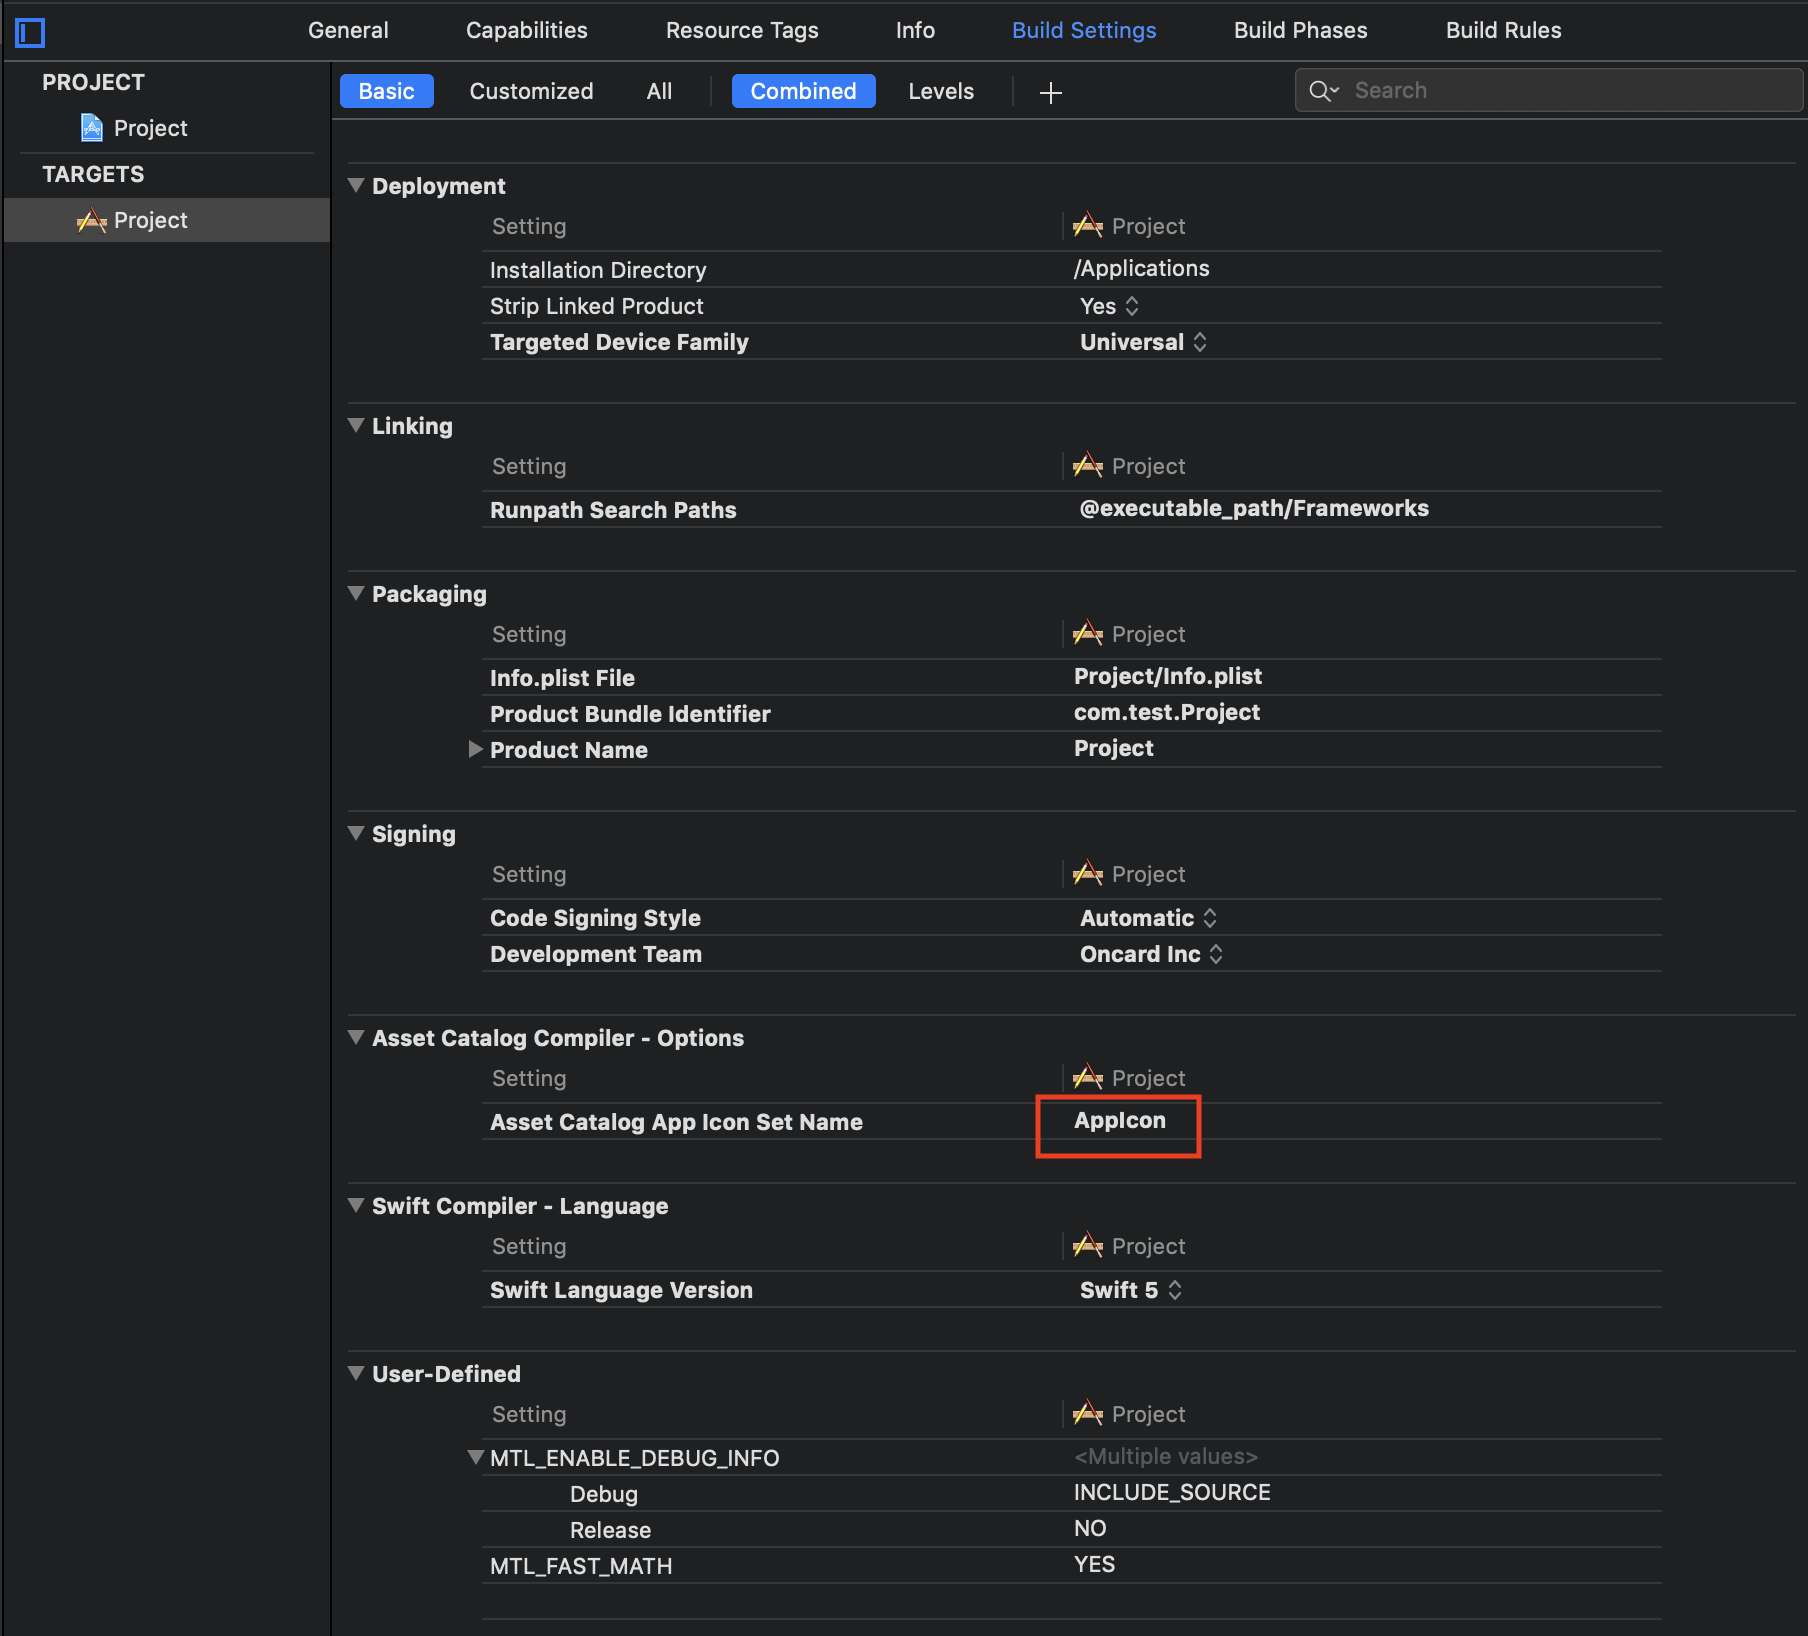 General Capabilities Resource Tags Info Build Settings Build Phases Build Rules
PROJECT
Project
TARGETS
Project
Basic Customized All Combined Levels + Search
Deployment
Setting Project
Installation Directory /Applications
Strip Linked Product Yes
Targeted Device Family Universal
Linking
Setting Project
Runpath Search Paths @executable_path/Frameworks
Packaging
Setting Project
Info.plist File Project/Info.plist
Product Bundle Identifier com.test.Project
Product Name Project
Signing
Setting Project
Code Signing Style Automatic
Development Team Oncard Inc
Asset Catalog Compiler - Options
Setting Project
Asset Catalog App Icon Set Name AppIcon
Swift Compiler - Language
Setting Project
Swift Language Version Swift 5
User-Defined
Setting Project
MTL_ENABLE_DEBUG_INFO <Multiple values>
Debug INCLUDE_SOURCE
Release NO
MTL_FAST_MATH YES